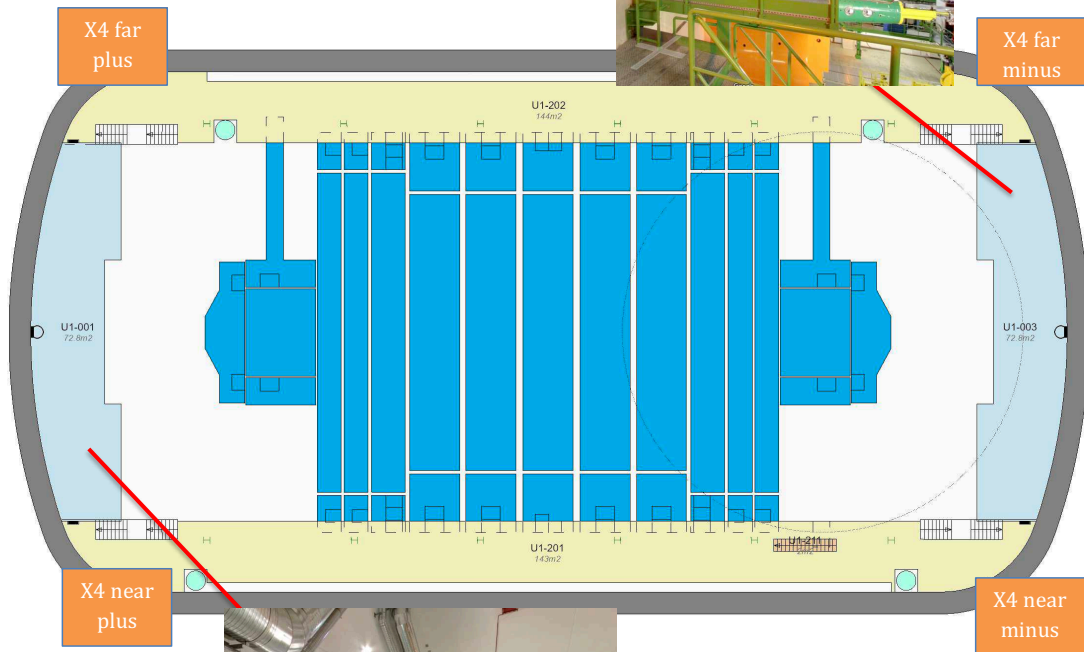 X4 far
plus
X4 far
minus
U1-202
144m2
U1-001
72.8m2
U1-003
72.8m2
U1-201
143m2
U1-211
X4 near
plus
X4 near
minus